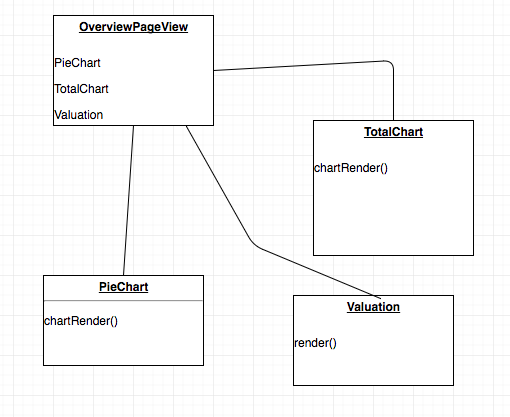 OverviewPageView
PieChart
TotalChart
Valuation
TotalChart
chartRender()
PieChart
chartRender()
Valuation
render()